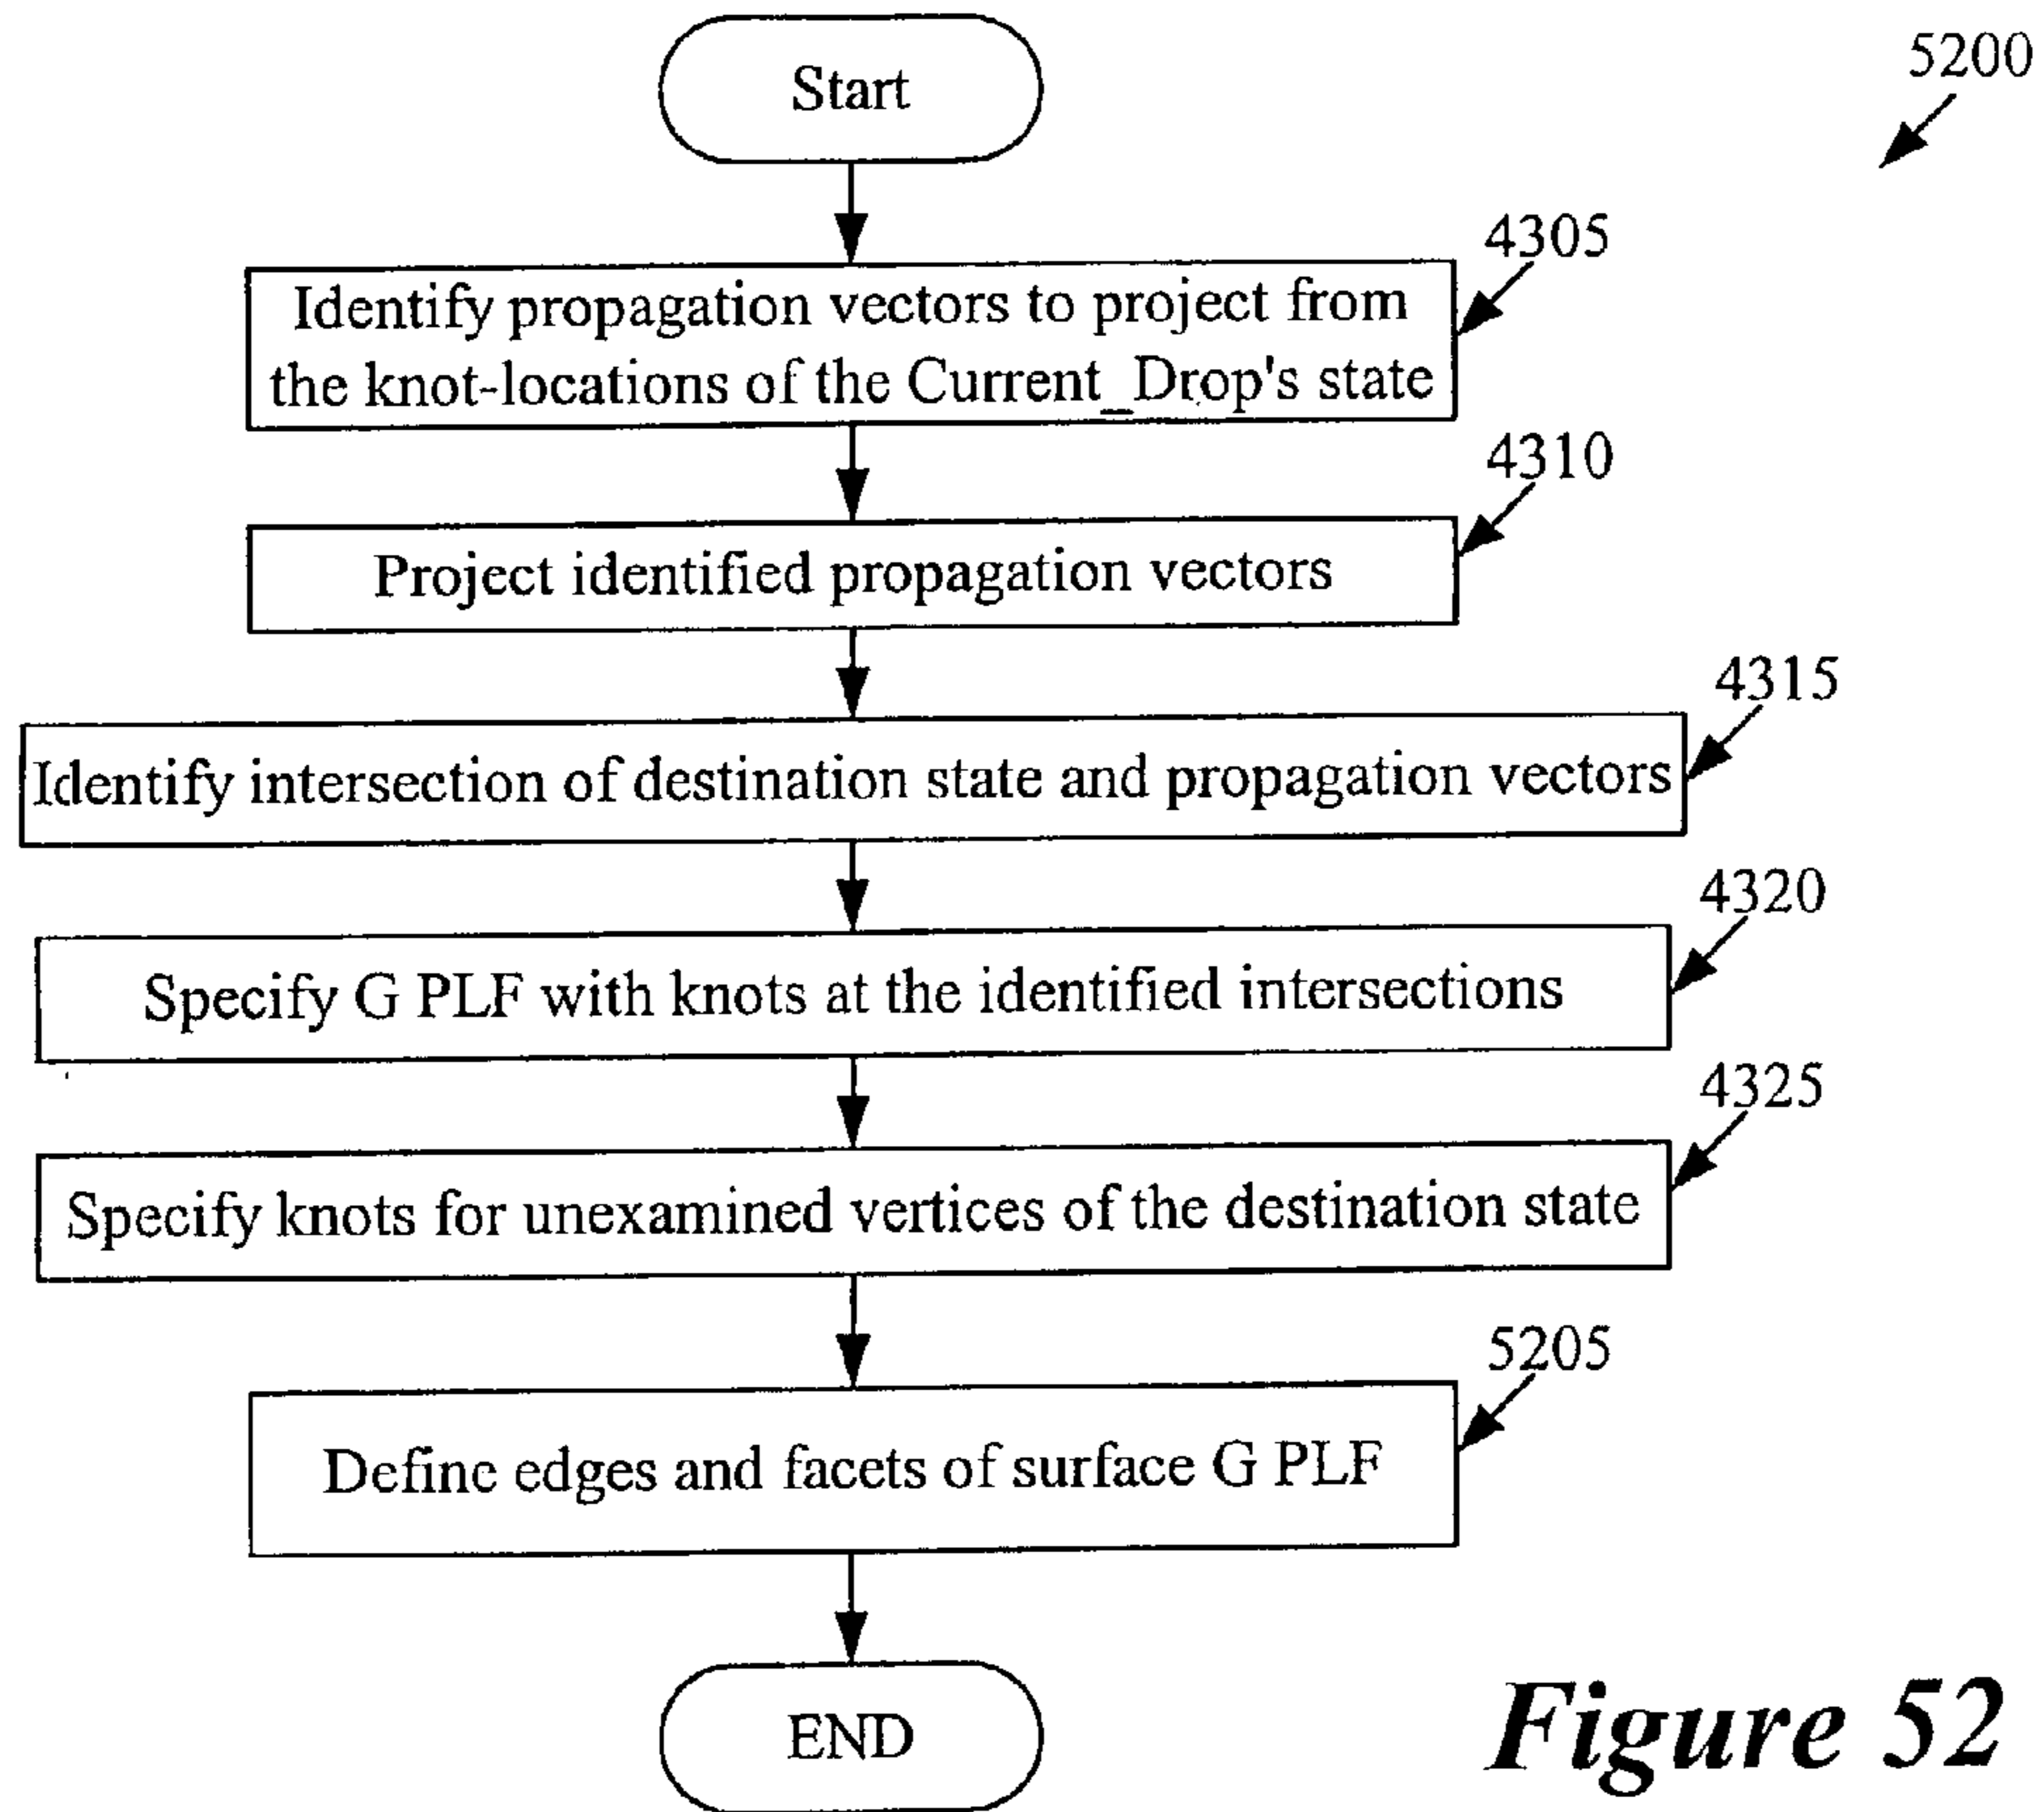 Start
5200
4305
Identify propagation vectors to project from
the knot-locations of the Current_Drop's state
4310
Project identified propagation vectors
4315
Identify intersection of destination state and propagation vectors
4320
Specify G PLF with knots at the identified intersections
4325
Specify knots for unexamined vertices of the destination state
5205
Define edges and facets of surface G PLF
END
Figure 52